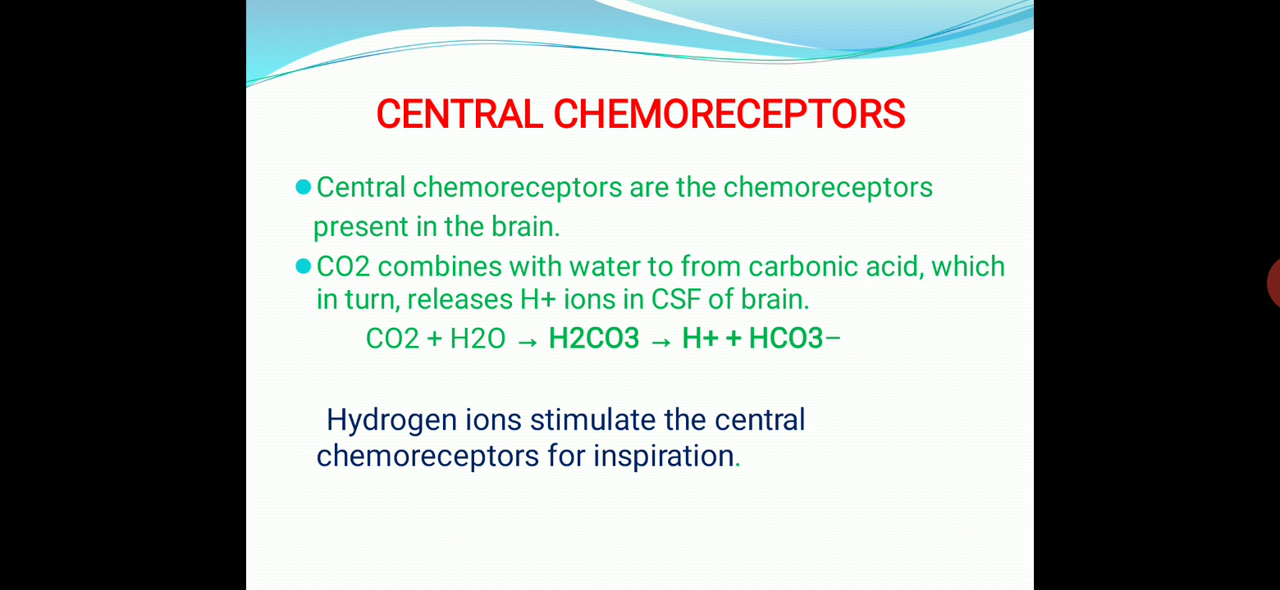 CENTRAL CHEMORECEPTORS
Central chemoreceptors are the chemoreceptors
present in the brain.
CO2 combines with water to from carbonic acid, which
in turn, releases H+ ions in CSF of brain.
CO2 + H2O → H2CO3 → H+ + HCO3–
Hydrogen ions stimulate the central
chemoreceptors for inspiration.